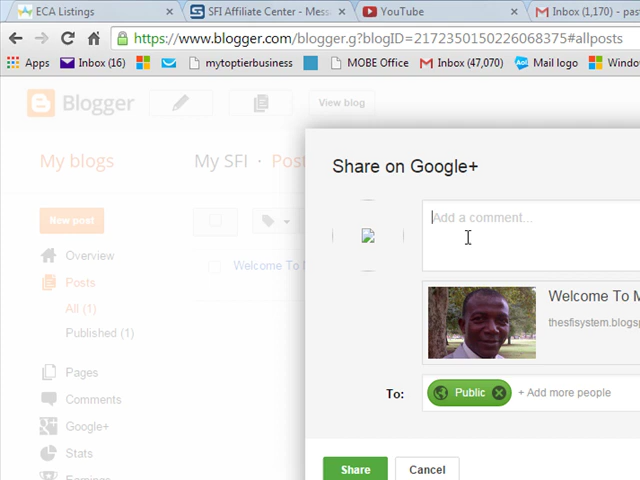 ECA Listings
SFI Affiliate Center - Mess
YouTube
Inbox (1,170) - pas
https://www.blogger.com/blogger.g?blogID=2172350150226068375#allposts
Apps
Inbox (16)
mytoptierbusiness
MOBE Office
Inbox (47,070)
Mail logo
Window
Blogger
View blog
My blogs
My SFI · Post
Share on Google+
New post
Add a comment...
Overview
Posts
Welcome To M
All (1)
Published (1)
Welcome To M
thesfisystem.blogsp
Pages
To:
Public
+ Add more people
Comments
Google+
Stats
Share
Cancel
Earnings